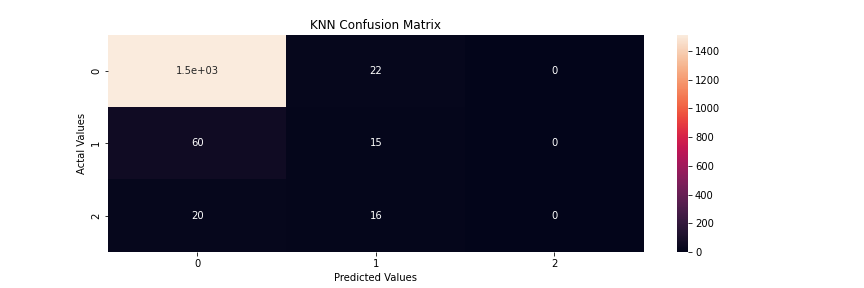 KNN Confusion Matrix
0 1.5e+03 22 0
1 60 15 0
2 20 16 0
Actal Values
0 1 2
Predicted Values
1400
1200
1000
800
600
400
200
0